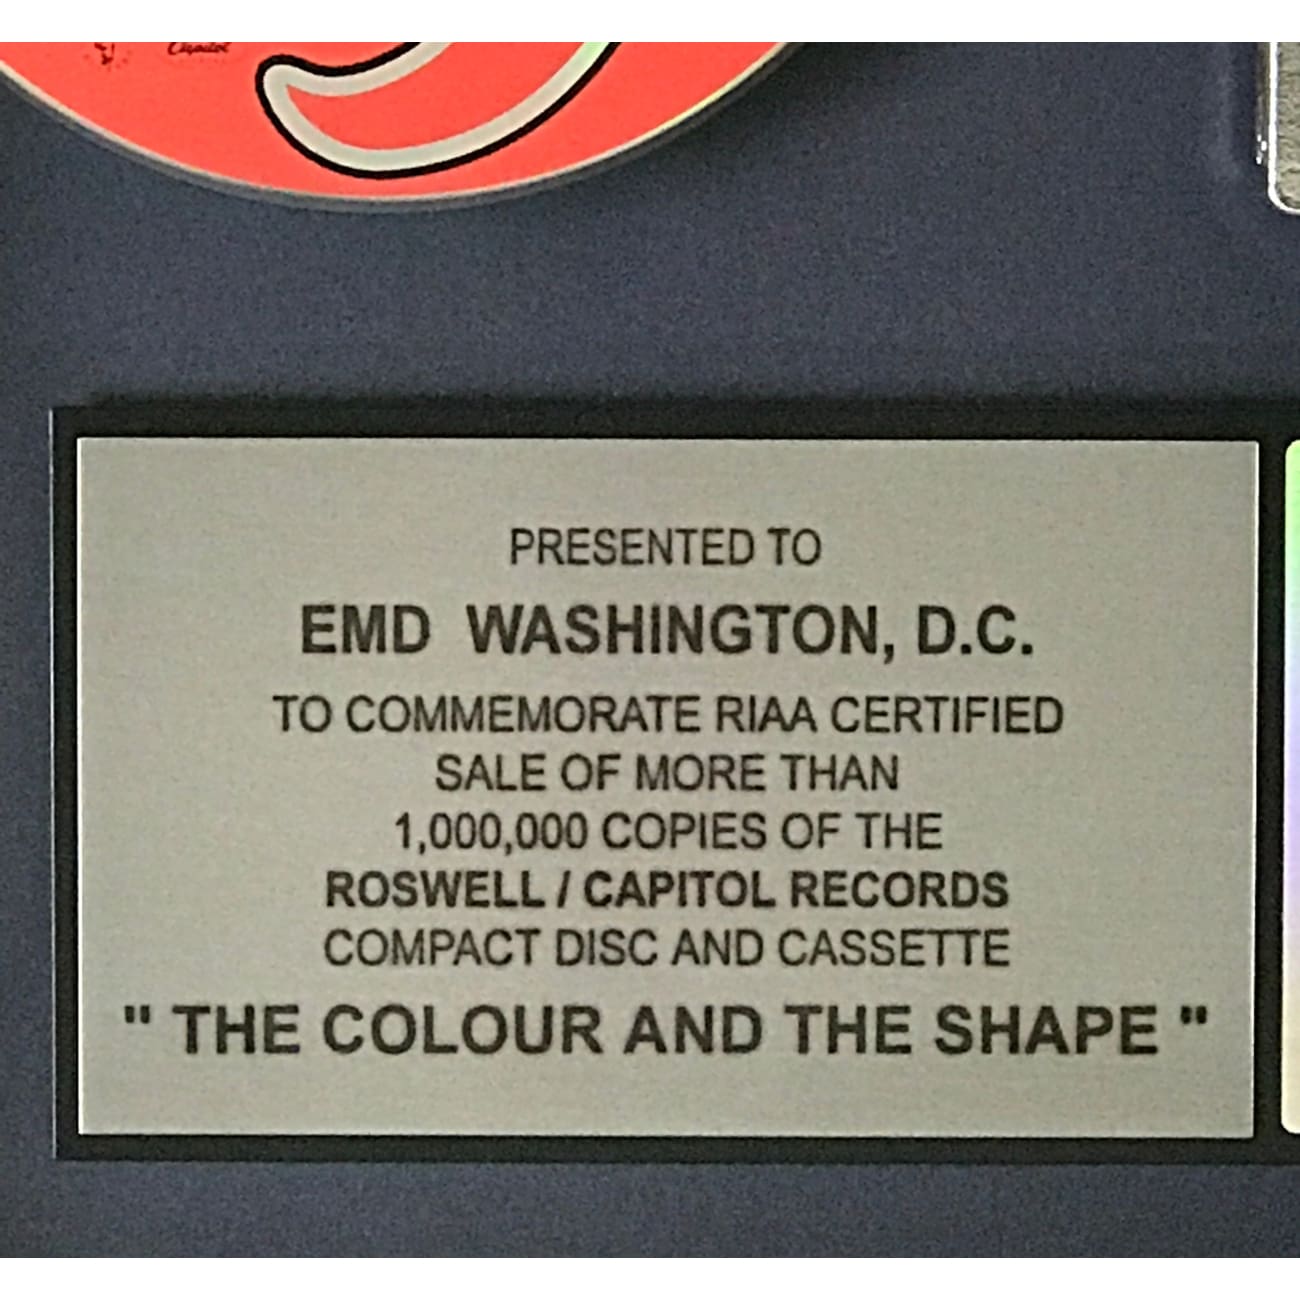 Capitol
PRESENTED TO
EMD WASHINGTON, D.C.
TO COMMEMORATE RIAA CERTIFIED
SALE OF MORE THAN
1,000,000 COPIES OF THE
ROSWELL / CAPITOL RECORDS
COMPACT DISC AND CASSETTE
" THE COLOUR AND THE SHAPE "